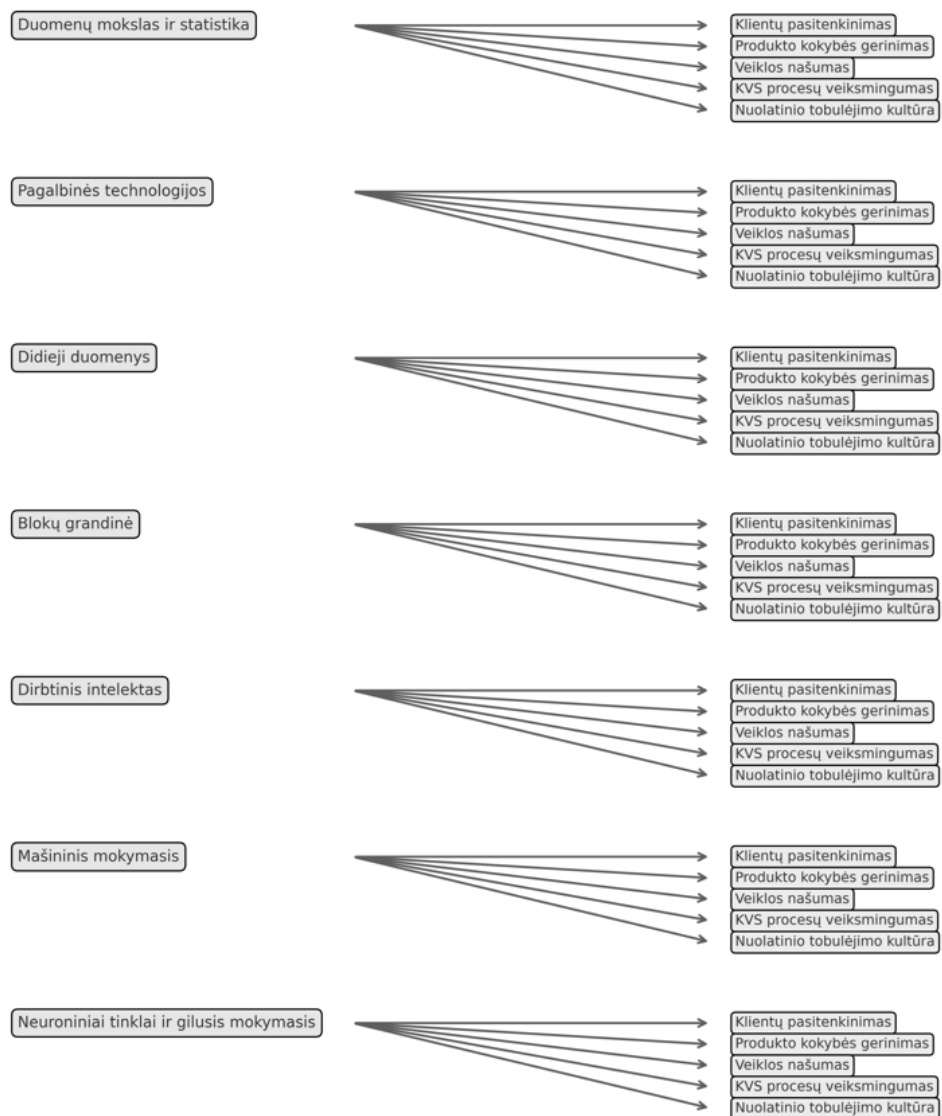 Duomenų mokslas ir statistika
Klientų pasitenkinimas
Produkto kokybės gerinimas
Veiklos našumas
KVS procesų veiksmingumas
Nuolatinio tobulėjimo kultūra
Pagalbinės technologijos
Klientų pasitenkinimas
Produkto kokybės gerinimas
Veiklos našumas
KVS procesų veiksmingumas
Nuolatinio tobulėjimo kultūra
Didieji duomenys
Klientų pasitenkinimas
Produkto kokybės gerinimas
Veiklos našumas
KVS procesų veiksmingumas
Nuolatinio tobulėjimo kultūra
Blokų grandinė
Klientų pasitenkinimas
Produkto kokybės gerinimas
Veiklos našumas
KVS procesų veiksmingumas
Nuolatinio tobulėjimo kultūra
Dirbtinis intelektas
Klientų pasitenkinimas
Produkto kokybės gerinimas
Veiklos našumas
KVS procesų veiksmingumas
Nuolatinio tobulėjimo kultūra
Mašininis mokymasis
Klientų pasitenkinimas
Produkto kokybės gerinimas
Veiklos našumas
KVS procesų veiksmingumas
Nuolatinio tobulėjimo kultūra
Neuroniniai tinklai ir gilusis mokymasis
Klientų pasitenkinimas
Produkto kokybės gerinimas
Veiklos našumas
KVS procesų veiksmingumas
Nuolatinio tobulėjimo kultūra